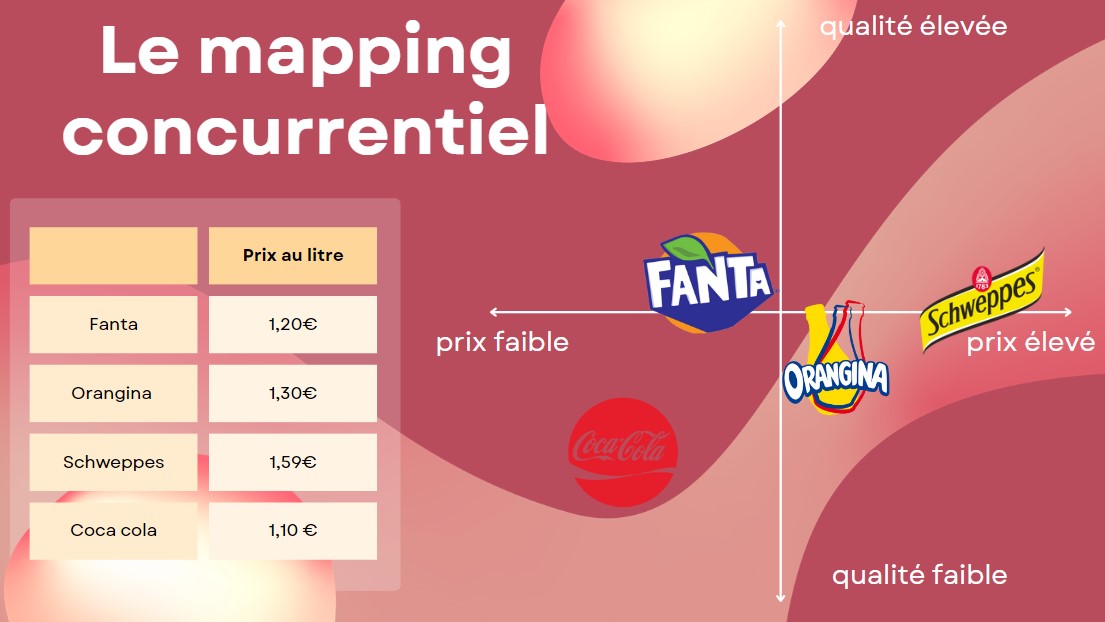 Le mapping
concurrentiel
Prix au litre
Fanta 1,20€
Orangina 1,30€
Schweppes 1,59€
Coca cola 1,10 €
qualité élevée
FANTA
1783
Schweppes®
prix faible
prix élevé
ORANGINA
Coca-Cola
qualité faible